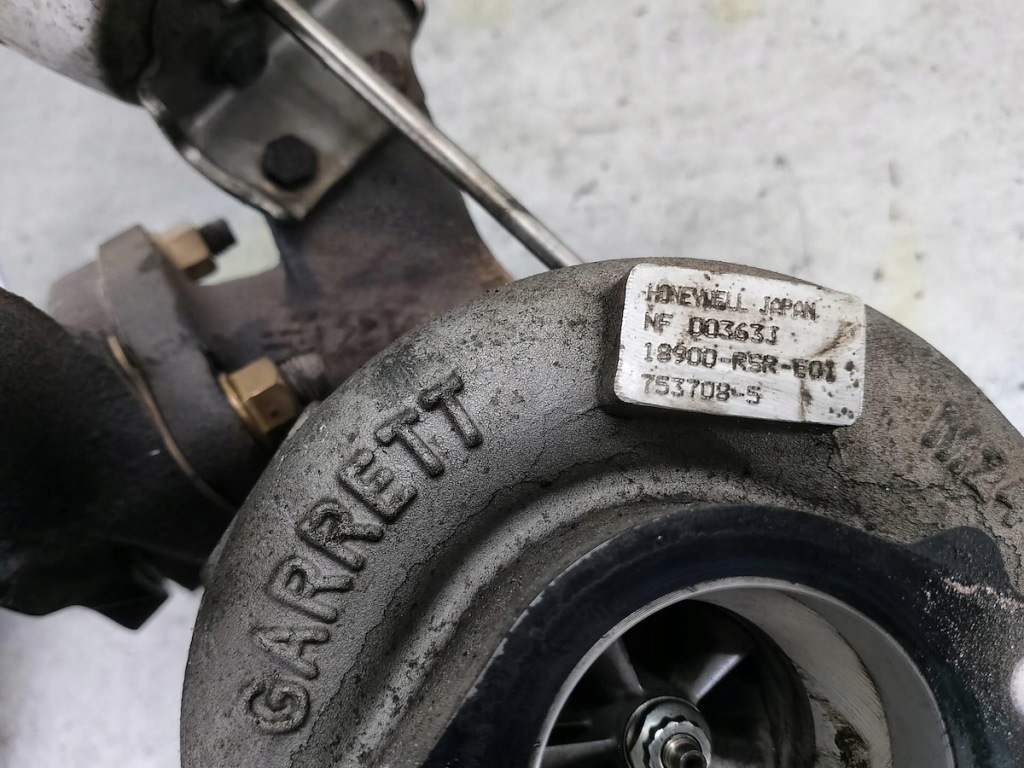 HONEYWELL JAPAN
NF D0363J
18900-RSR-E01
753708-5
GARRETT